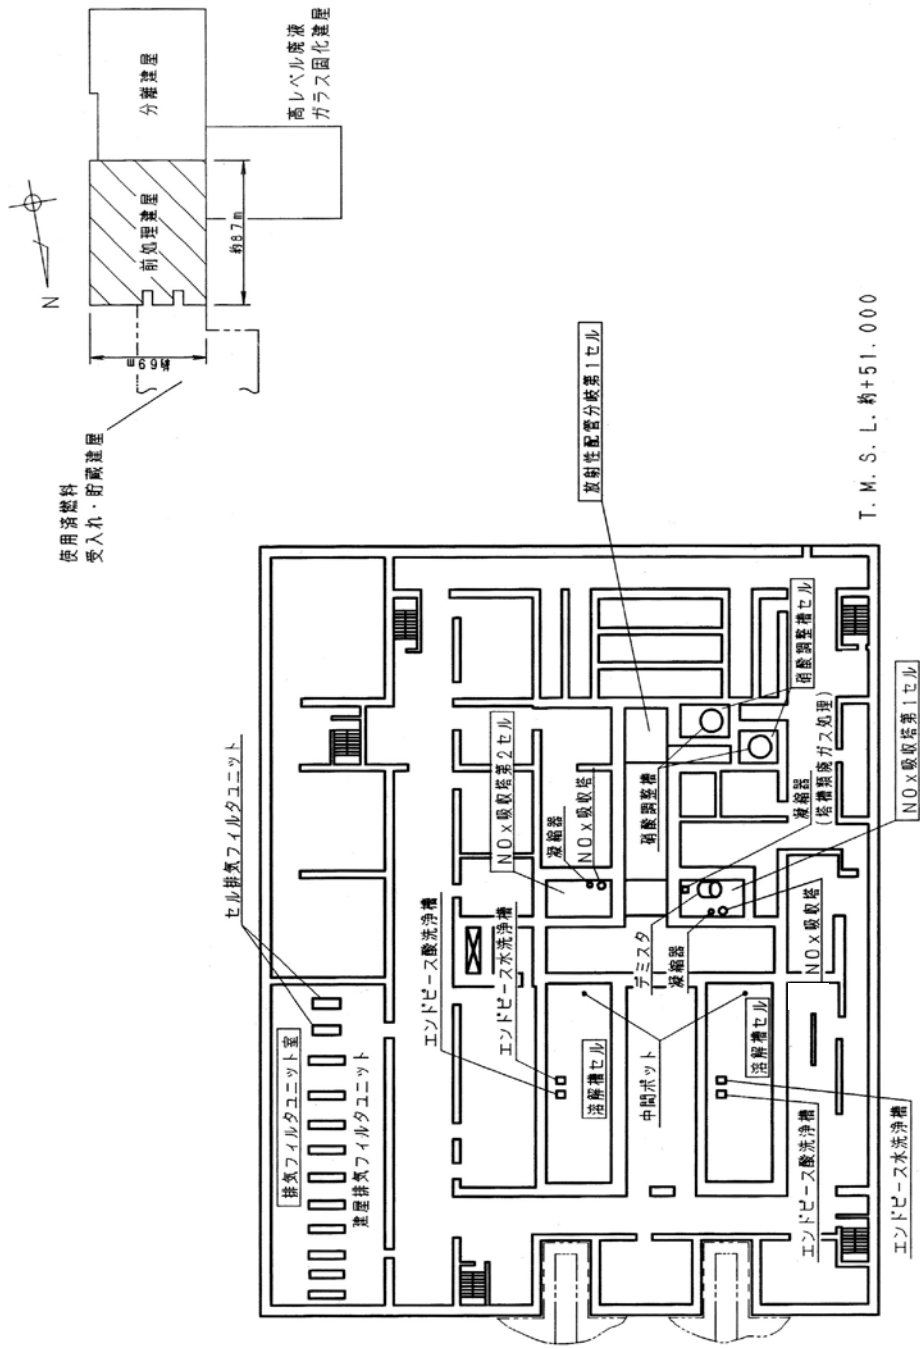 セル排気フィルタユニット
排気フィルタユニット室
建屋排気フィルタユニット
エンドピース酸洗浄槽
エンドピース水洗浄槽
NOx吸収塔第2セル
凝縮器
NOx吸収塔
溶解槽セル
中間ポット
溶解槽セル
デミスタ
凝縮器
硝酸調整槽
放射性配管分岐第1セル
硝酸調整槽セル
凝縮器
(塔槽類廃ガス処理)
NOx吸収塔第1セル
NOx吸収塔
エンドピース酸洗浄槽
エンドピース水洗浄槽
T.M.S.L.約+51.000
使用済燃料
受入れ・貯蔵建屋
N
約69m
前処理建屋
約87m
分離建屋
高レベル廃液
ガラス固化建屋